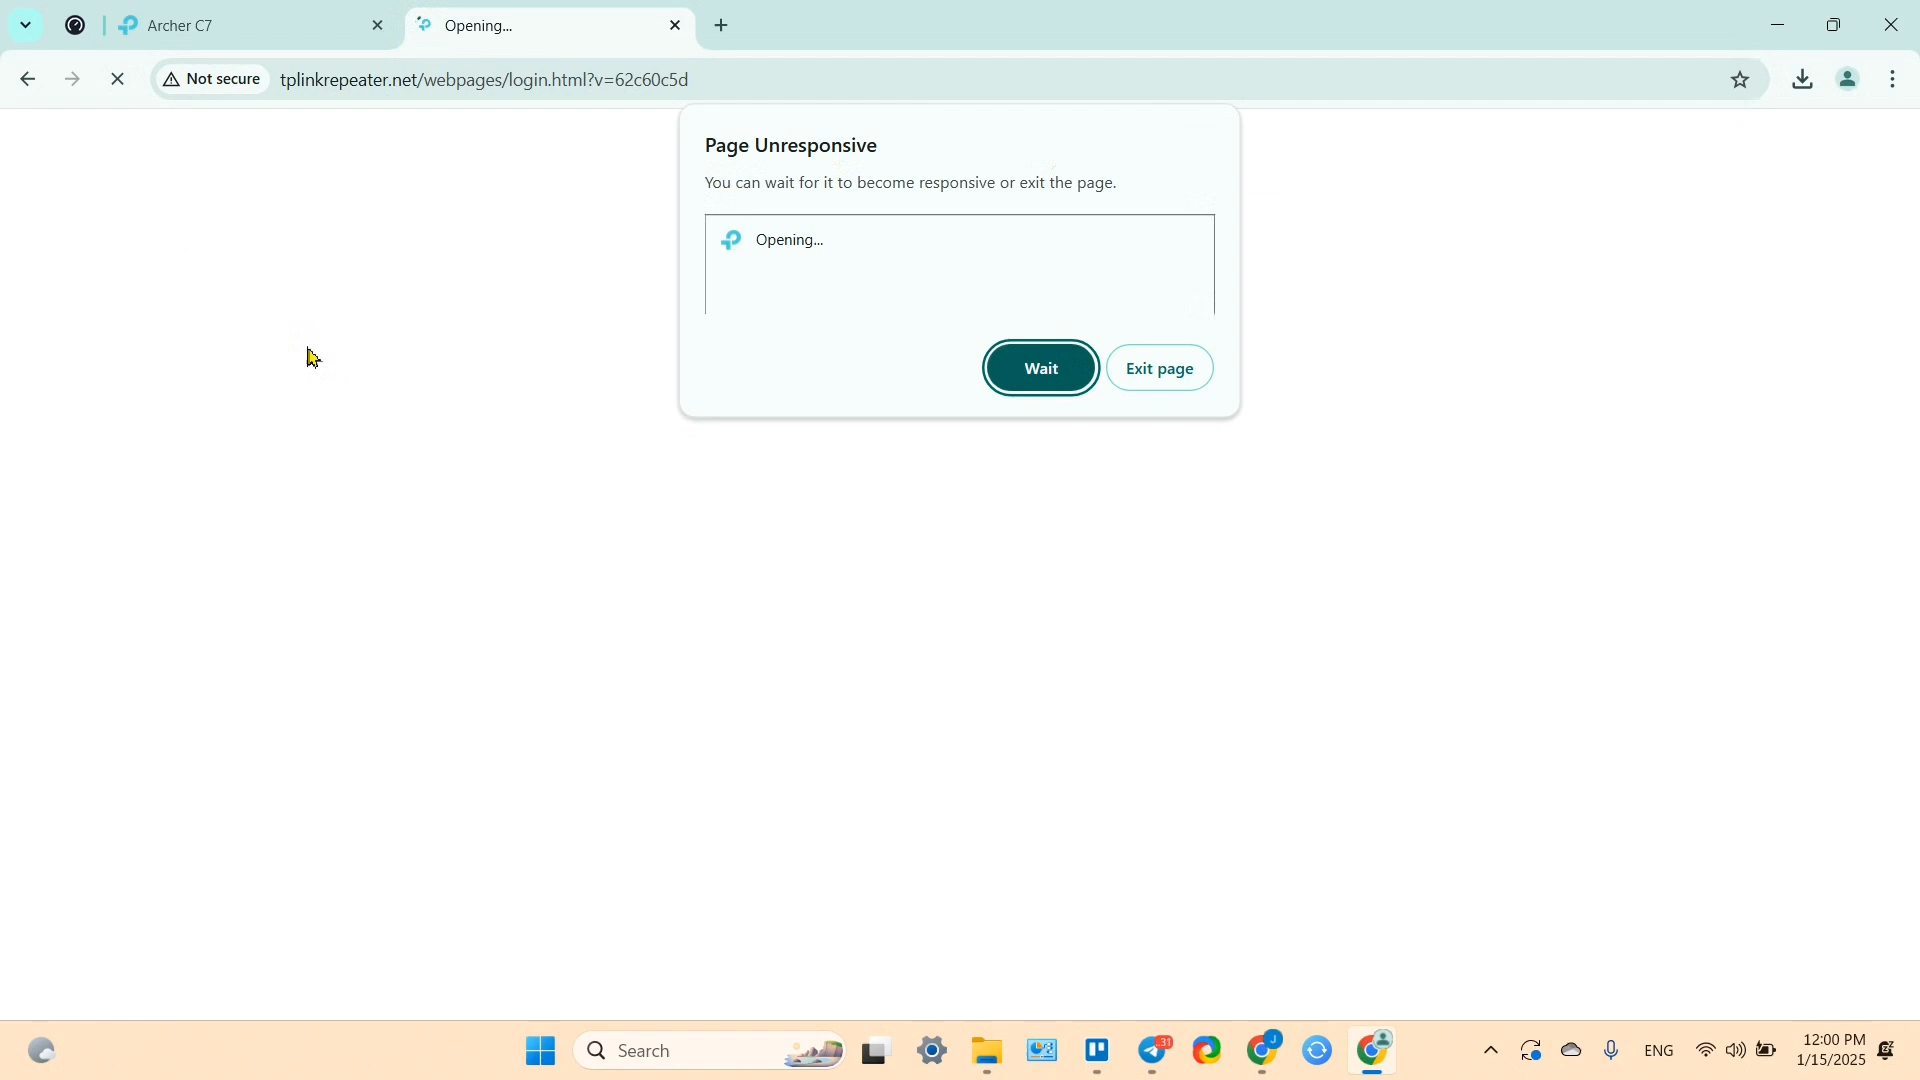 Archer C7
Opening...
Not secure
tplinkrepeater.net/webpages/login.html?v=62c60c5d
Page Unresponsive
You can wait for it to become responsive or exit the page.
Opening...
Wait
Exit page
Search
31
J
ENG
12:00 PM
1/15/2025